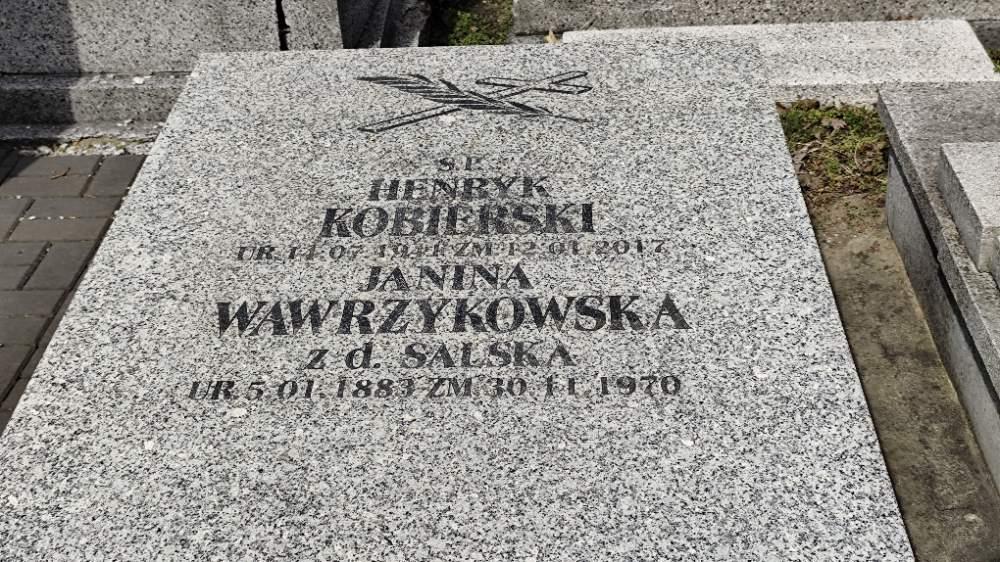 S P.
HENRYK
KOBIERSKI
UR. 14 07 1941 ZM. 12 01. 2017
JANINA
WAWRZYKOWSKA
z d. SALSKA
UR. 5 01. 1883 ZM 30 11. 1970